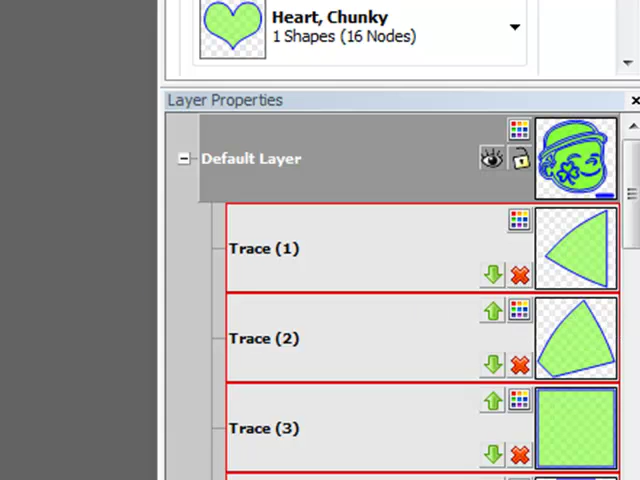 Heart, Chunky
1 Shapes (16 Nodes)
Layer Properties
Default Layer
Trace (1)
Trace (2)
Trace (3)